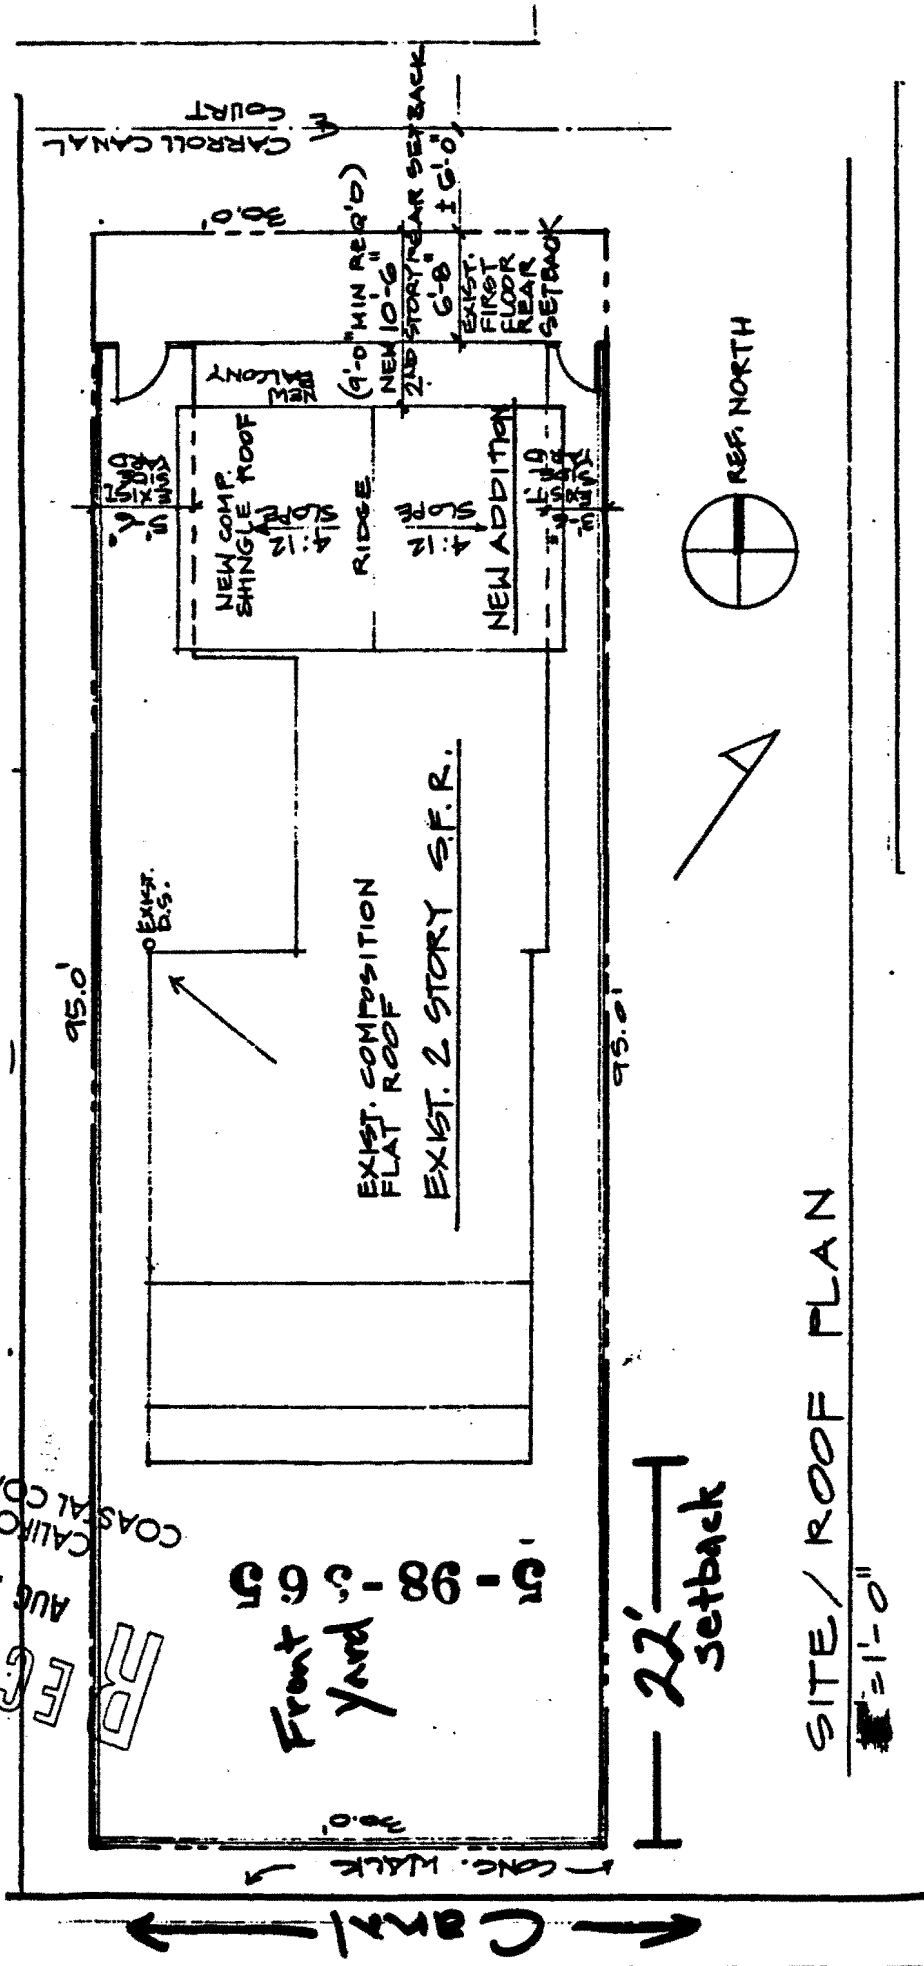 CARROLL CANAL
COURT
30.0'
(9'-0" MIN REQ'D)
NEW 10'-6"
2ND STORY REAR SETBACK
6'-8"
± 6'-0"
EXIST.
FIRST
FLOOR
REAR
SETBACK
NEW
BALCONY
NEW COMP.
SHINGLE ROOF
4:12
SLOPE
RIDGE
4:12
SLOPE
NEW ADDITION
REF. NORTH
EXIST.
D.S.
95.0'
EXIST. COMPOSITION
FLAT ROOF
EXIST. 2 STORY S.F.R.
95.0'
COASTAL CO
CALIFO
AUG
R E C
5-98-365
Front
Yard
22'
setback
30.0'
CONC. WALK
Canal
SITE / ROOF PLAN
=1'-0"